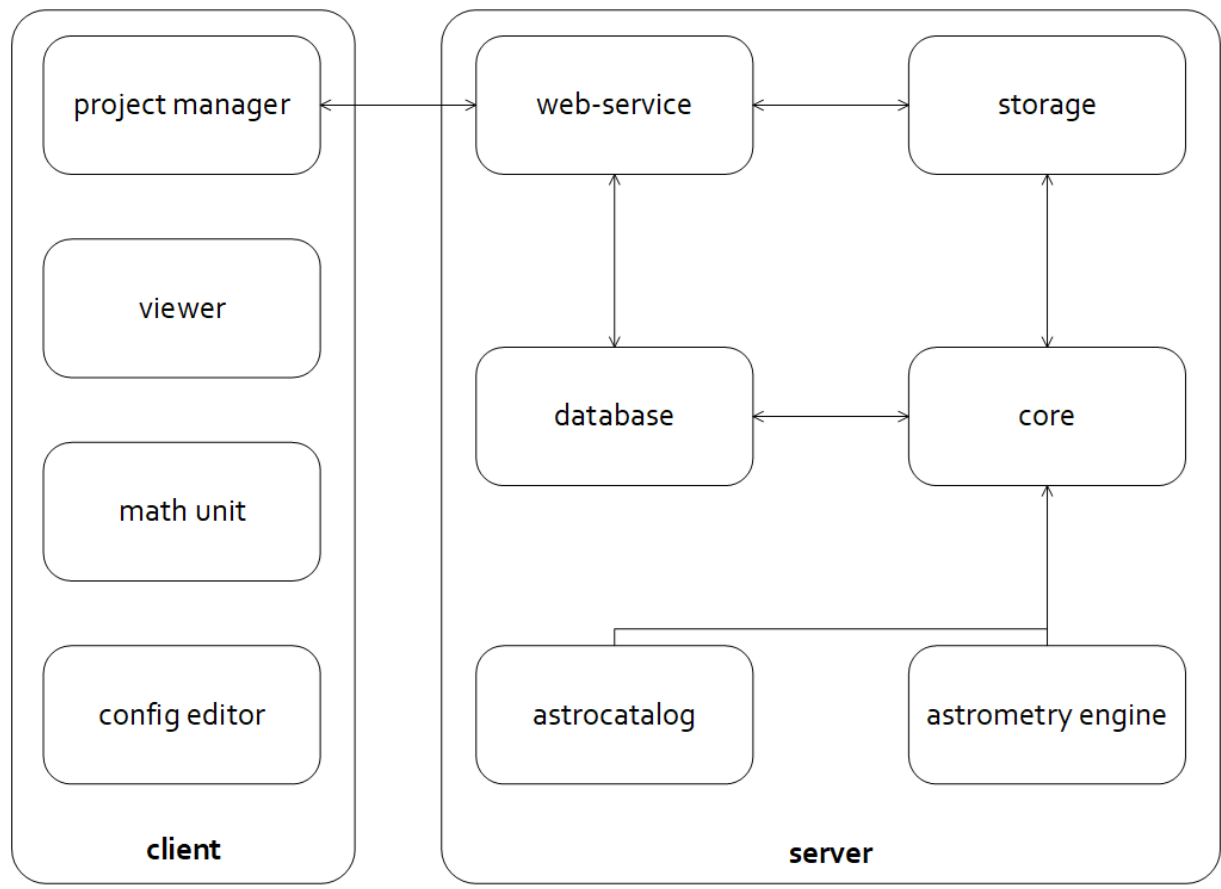 project manager
web-service
storage
viewer
database
core
math unit
config editor
astrocatalog
astrometry engine
client
server